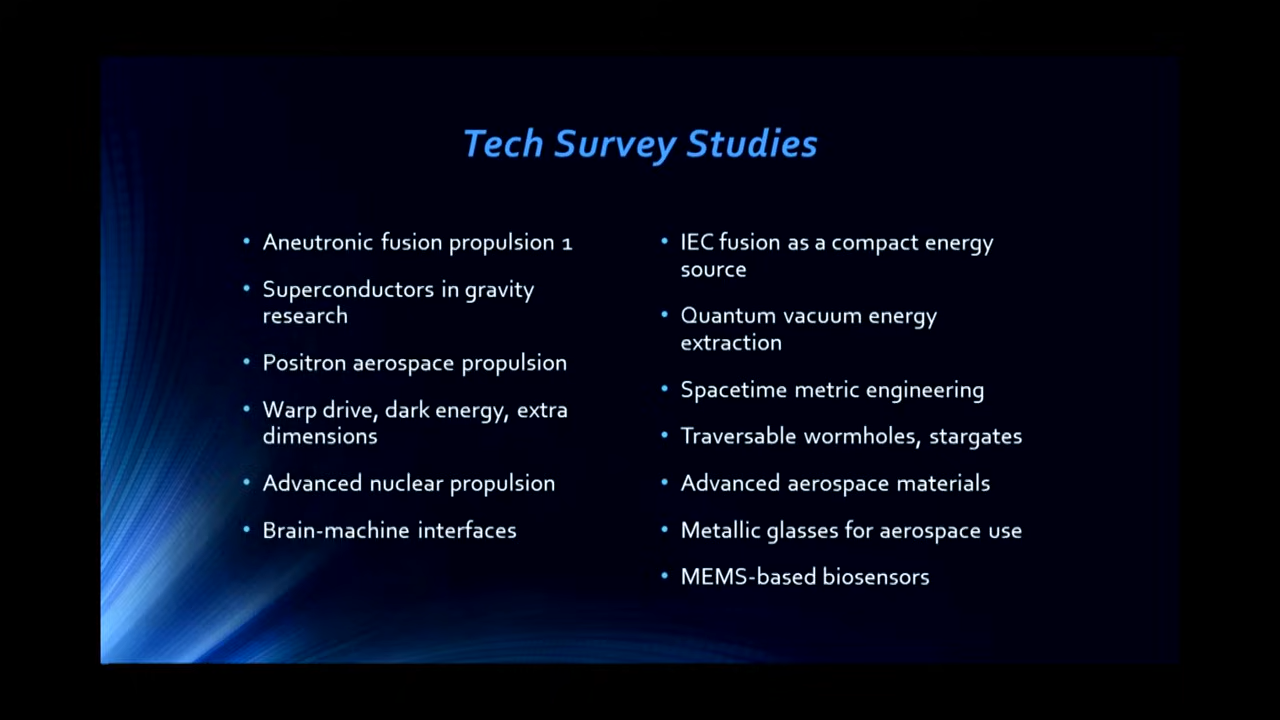 Tech Survey Studies
• Aneutronic fusion propulsion 1
• Superconductors in gravity
research
• Positron aerospace propulsion
• Warp drive, dark energy, extra
dimensions
• Advanced nuclear propulsion
• Brain-machine interfaces
• IEC fusion as a compact energy
source
• Quantum vacuum energy
extraction
• Spacetime metric engineering
• Traversable wormholes, stargates
• Advanced aerospace materials
• Metallic glasses for aerospace use
• MEMS-based biosensors